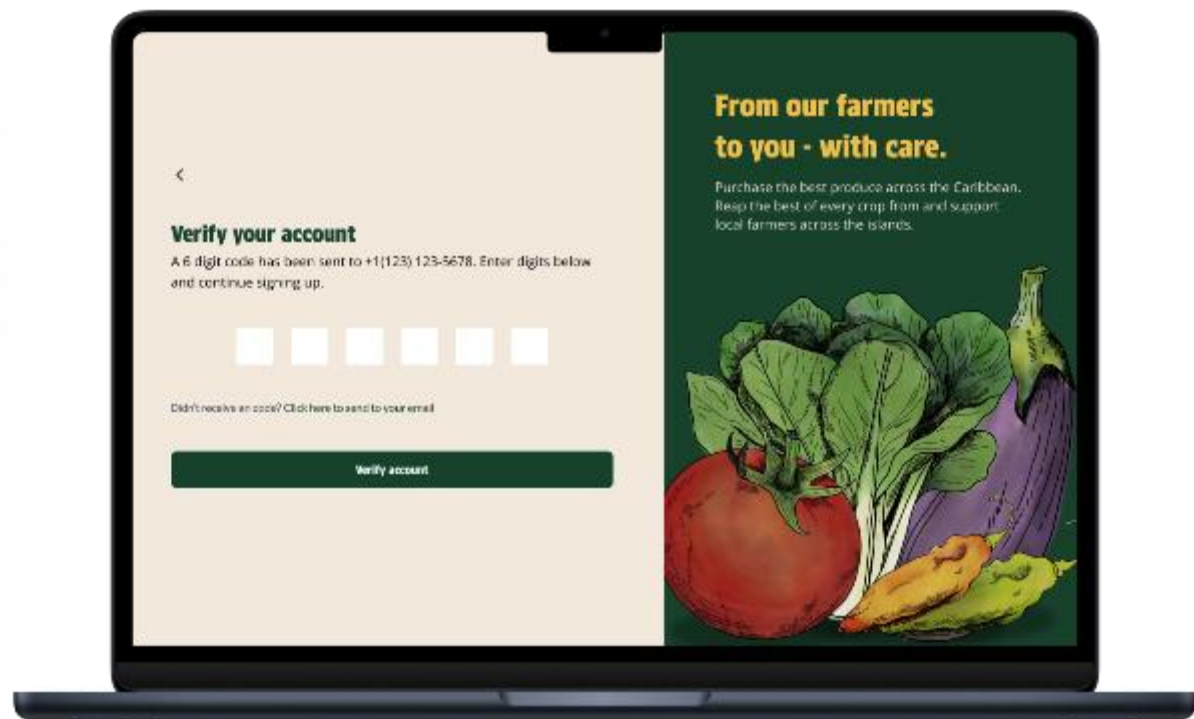 Verify your account
A 6 digit code has been sent to +1(123) 123-5678. Enter digits below
and continue signing up.
Didn't receive an code? Click here to send to your email
Verify account
From our farmers
to you - with care.
Purchase the best produce across the Caribbean.
Reap the best of every crop from and support
local farmers across the islands.